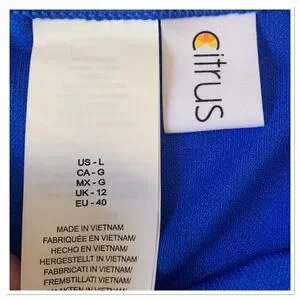 citrus
US - L
CA - G
MX - G
UK - 12
EU - 40
MADE IN VIETNAM
FABRIQUÉE EN VIETNAM/
HECHO EN VIETNAM/
HERGESTELLT IN VIETNAM/
FABBRICATI IN VIETNAM/
FREMSTILLATI VIETNAM/
VIETNAM/